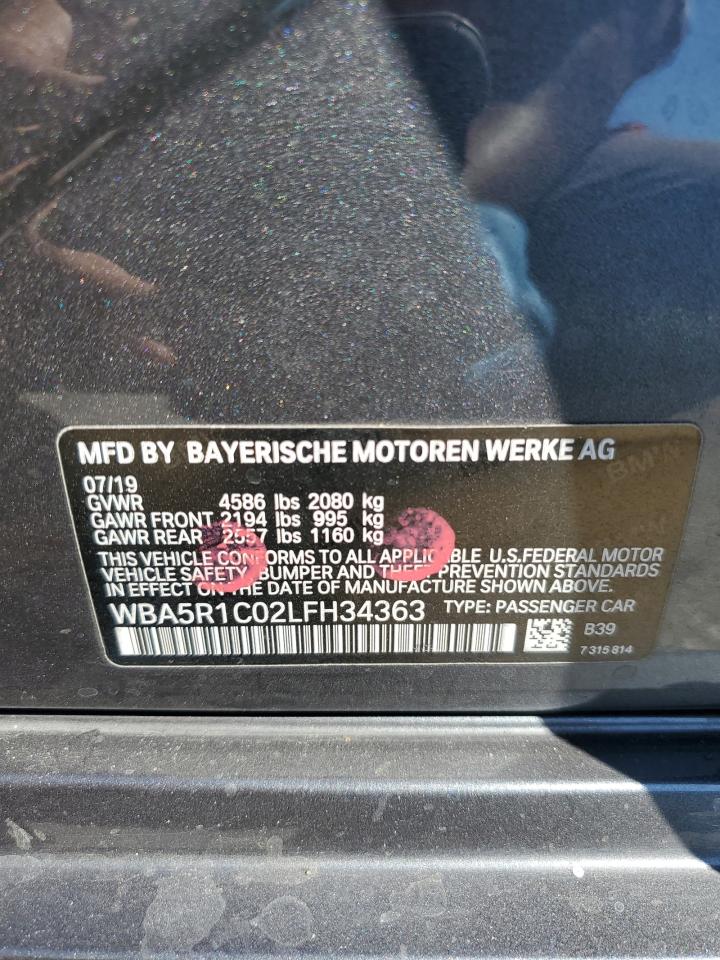 MFD BY BAYERISCHE MOTOREN WERKE AG
07/19
GVWR 4586 lbs 2080 kg
GAWR FRONT 2194 lbs 995 kg
GAWR REAR 2557 lbs 1160 kg
THIS VEHICLE CONFORMS TO ALL APPLICABLE U.S.FEDERAL MOTOR
VEHICLE SAFETY, BUMPER AND THEFT PREVENTION STANDARDS
IN EFFECT ON THE DATE OF MANUFACTURE SHOWN ABOVE.
WBA5R1C02LFH34363 TYPE: PASSENGER CAR
B39
7 315 814